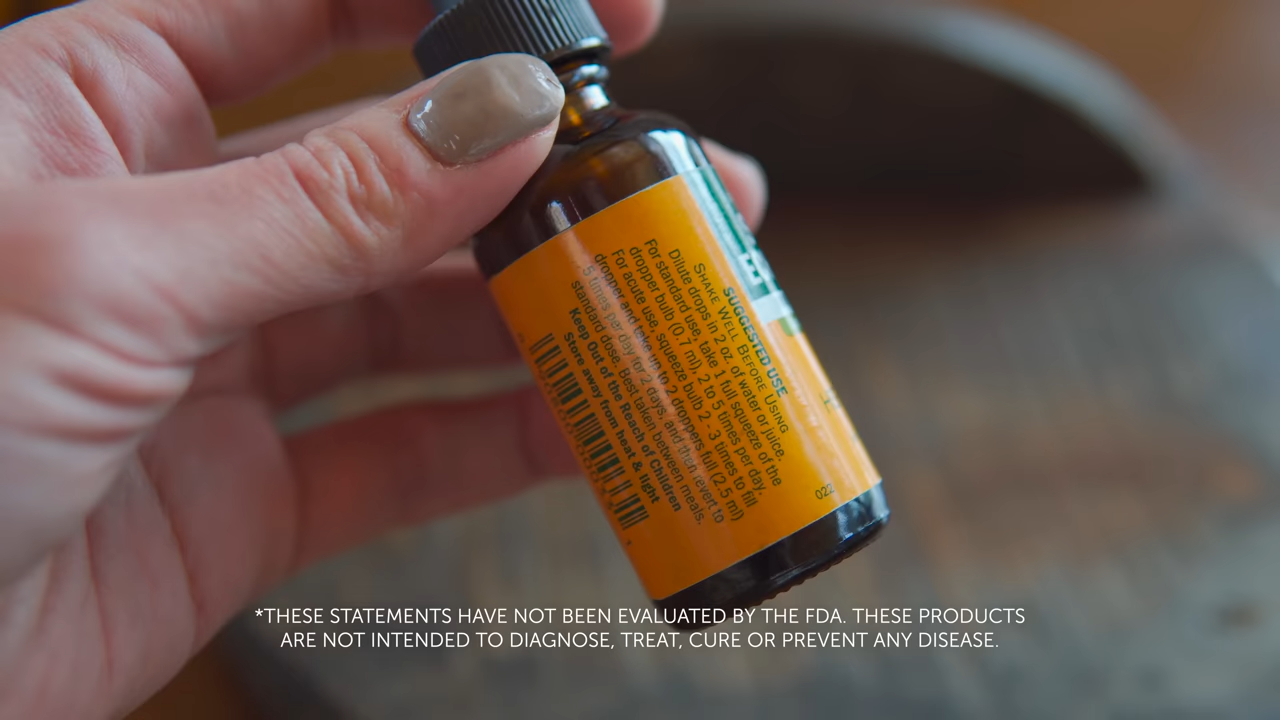 SUGGESTED USE
SHAKE WELL BEFORE USING
Dilute drops in 2 oz. of water or juice.
For standard use, take 1 full squeeze of the
dropper bulb (0.7 ml), 2 to 5 times per day.
For acute use, squeeze bulb 2 - 3 times to fill
dropper and take up to 2 droppers full (2.5 ml)
5 times per day for 2 days, and then revert to
standard dose. Best taken between meals.
Keep Out of the Reach of Children
Store away from heat & light
022
*THESE STATEMENTS HAVE NOT BEEN EVALUATED BY THE FDA. THESE PRODUCTS
ARE NOT INTENDED TO DIAGNOSE, TREAT, CURE OR PREVENT ANY DISEASE.